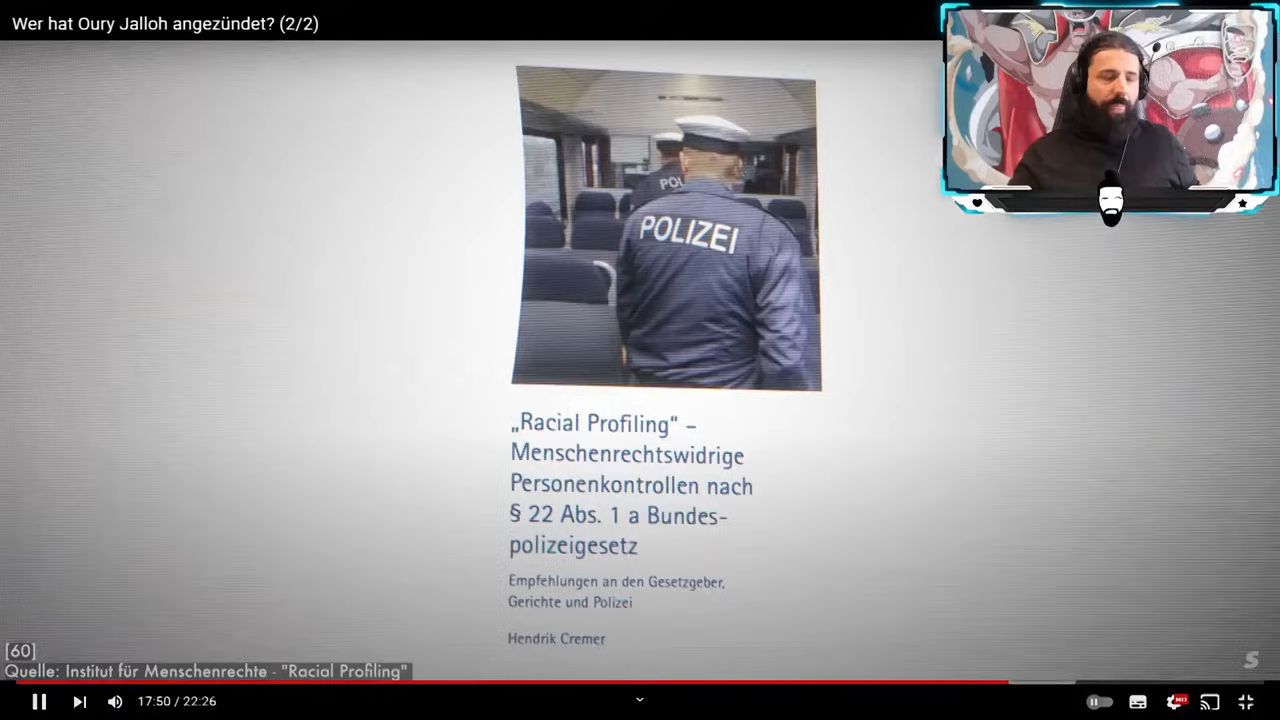 Wer hat Oury Jalloh angezündet? (2/2)
POL
POLIZEI
„Racial Profiling“ –
Menschenrechtswidrige
Personenkontrollen nach
§ 22 Abs. 1 a Bundes-
polizeigesetz
Empfehlungen an den Gesetzgeber,
Gerichte und Polizei
Hendrik Cremer
[60]
Quelle: Institut für Menschenrechte - "Racial Profiling"
S
17:50 / 22:26
HD